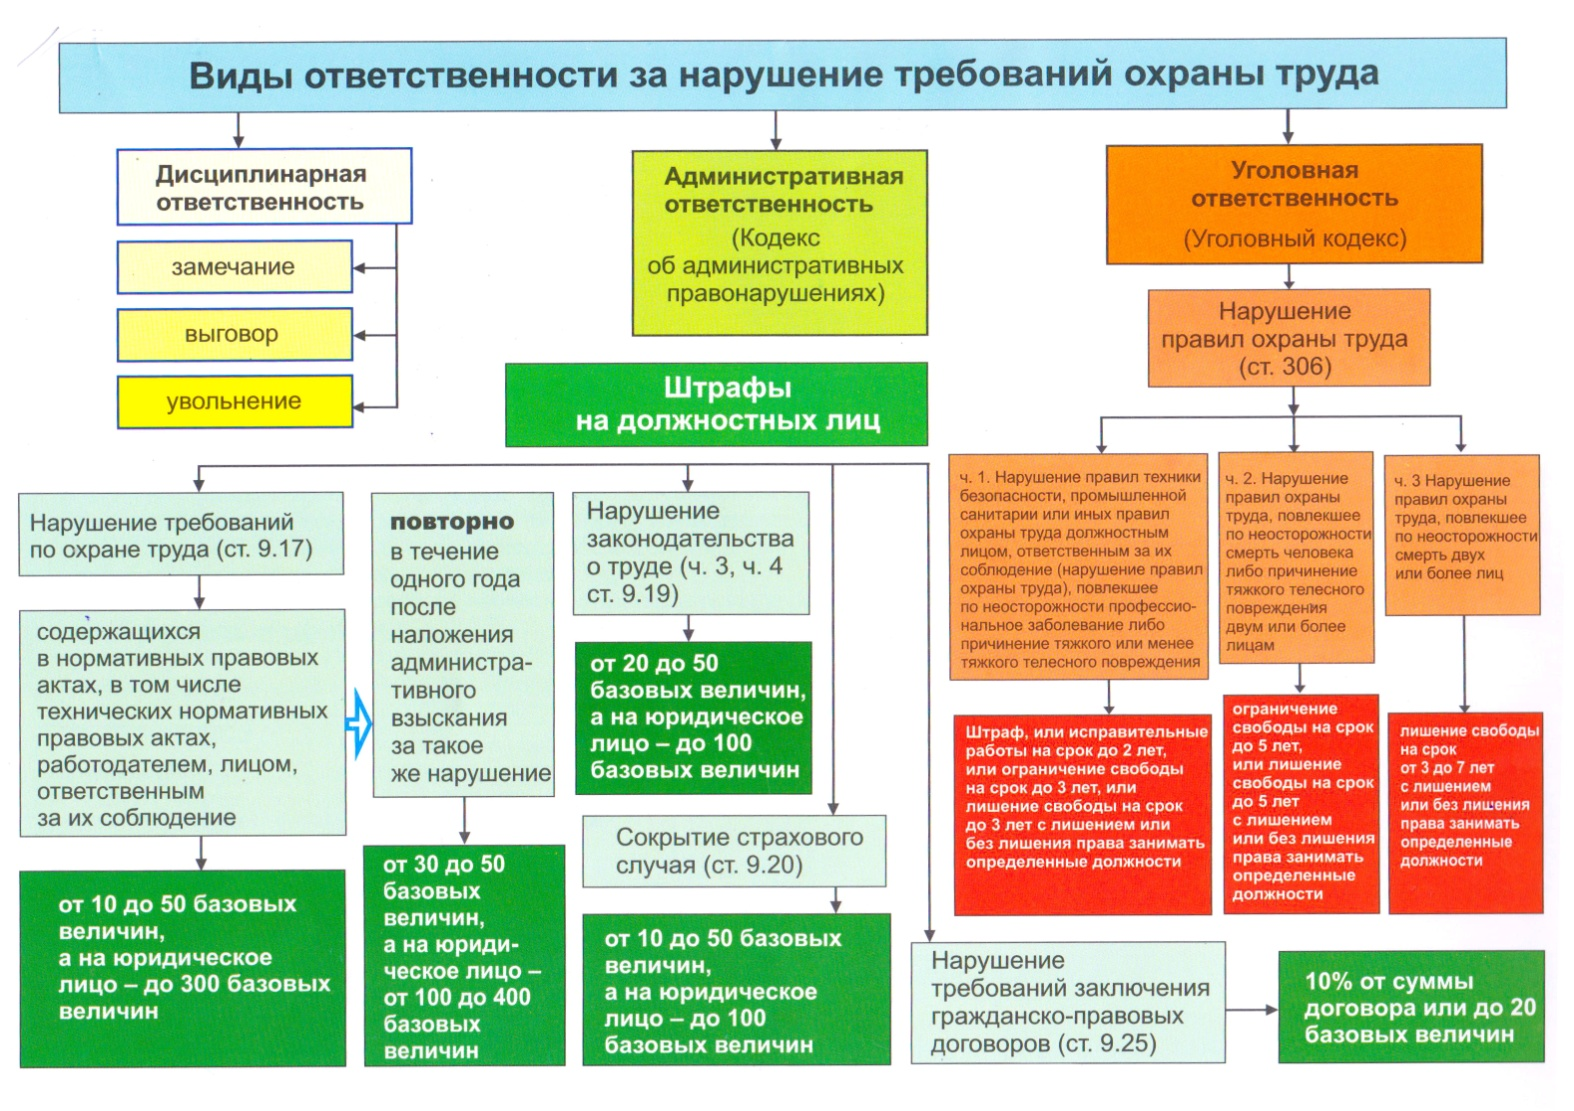 Виды ответственности за нарушение требований охраны труда
Дисциплинарная
ответственность
замечание
выговор
увольнение
Административная
ответственность
(Кодекс
об административных
правонарушениях)
Штрафы
на должностных лиц
Уголовная
ответственность
(Уголовный кодекс)
Нарушение
правил охраны труда
(ст. 306)
Нарушение требований
по охране труда (ст. 9.17)
содержащихся
в нормативных правовых
актах, в том числе
технических нормативных
правовых актах,
работодателем, лицом,
ответственным
за их соблюдение
от 10 до 50 базовых
величин,
а на юридическое
лицо – до 300 базовых
величин
повторно
в течение
одного года
после
наложения
администра-
тивного
взыскания
за такое
же нарушение
от 30 до 50
базовых
величин,
а на юриди-
ческое лицо –
от 100 до 400
базовых
величин
Нарушение
законодательства
о труде (ч. 3, ч. 4
ст. 9.19)
от 20 до 50
базовых величин,
а на юридическое
лицо – до 100
базовых величин
Сокрытие страхового
случая (ст. 9.20)
от 10 до 50 базовых
величин,
а на юридическое
лицо – до 100
базовых величин
Нарушение
требований заключения
гражданско-правовых
договоров (ст. 9.25)
10% от суммы
договора или до 20
базовых величин
ч. 1. Нарушение правил техники
безопасности, промышленной
санитарии или иных правил
охраны труда должностным
лицом, ответственным за их
соблюдение (нарушение правил
охраны труда), повлекшее
по неосторожности профессио-
нальное заболевание либо
причинение тяжкого или менее
тяжкого телесного повреждения
Штраф, или исправительные
работы на срок до 2 лет,
или ограничение свободы
на срок до 3 лет, или
лишение свободы на срок
до 3 лет с лишением или
без лишения права занимать
определенные должности
ч. 2. Нарушение
правил охраны
труда, повлекшее
по неосторожности
смерть человека
либо причинение
тяжкого телесного
повреждения
двум или более
лицам
ограничение
свободы на срок
до 5 лет,
или лишение
свободы на срок
до 5 лет
с лишением
или без лишения
права занимать
определенные
должности
ч. 3 Нарушение
правил охраны
труда, повлекшее
по неосторожности
смерть двух
или более лиц
лишение свободы
на срок
от 3 до 7 лет
с лишением
или без лишения
права занимать
определенные
должности